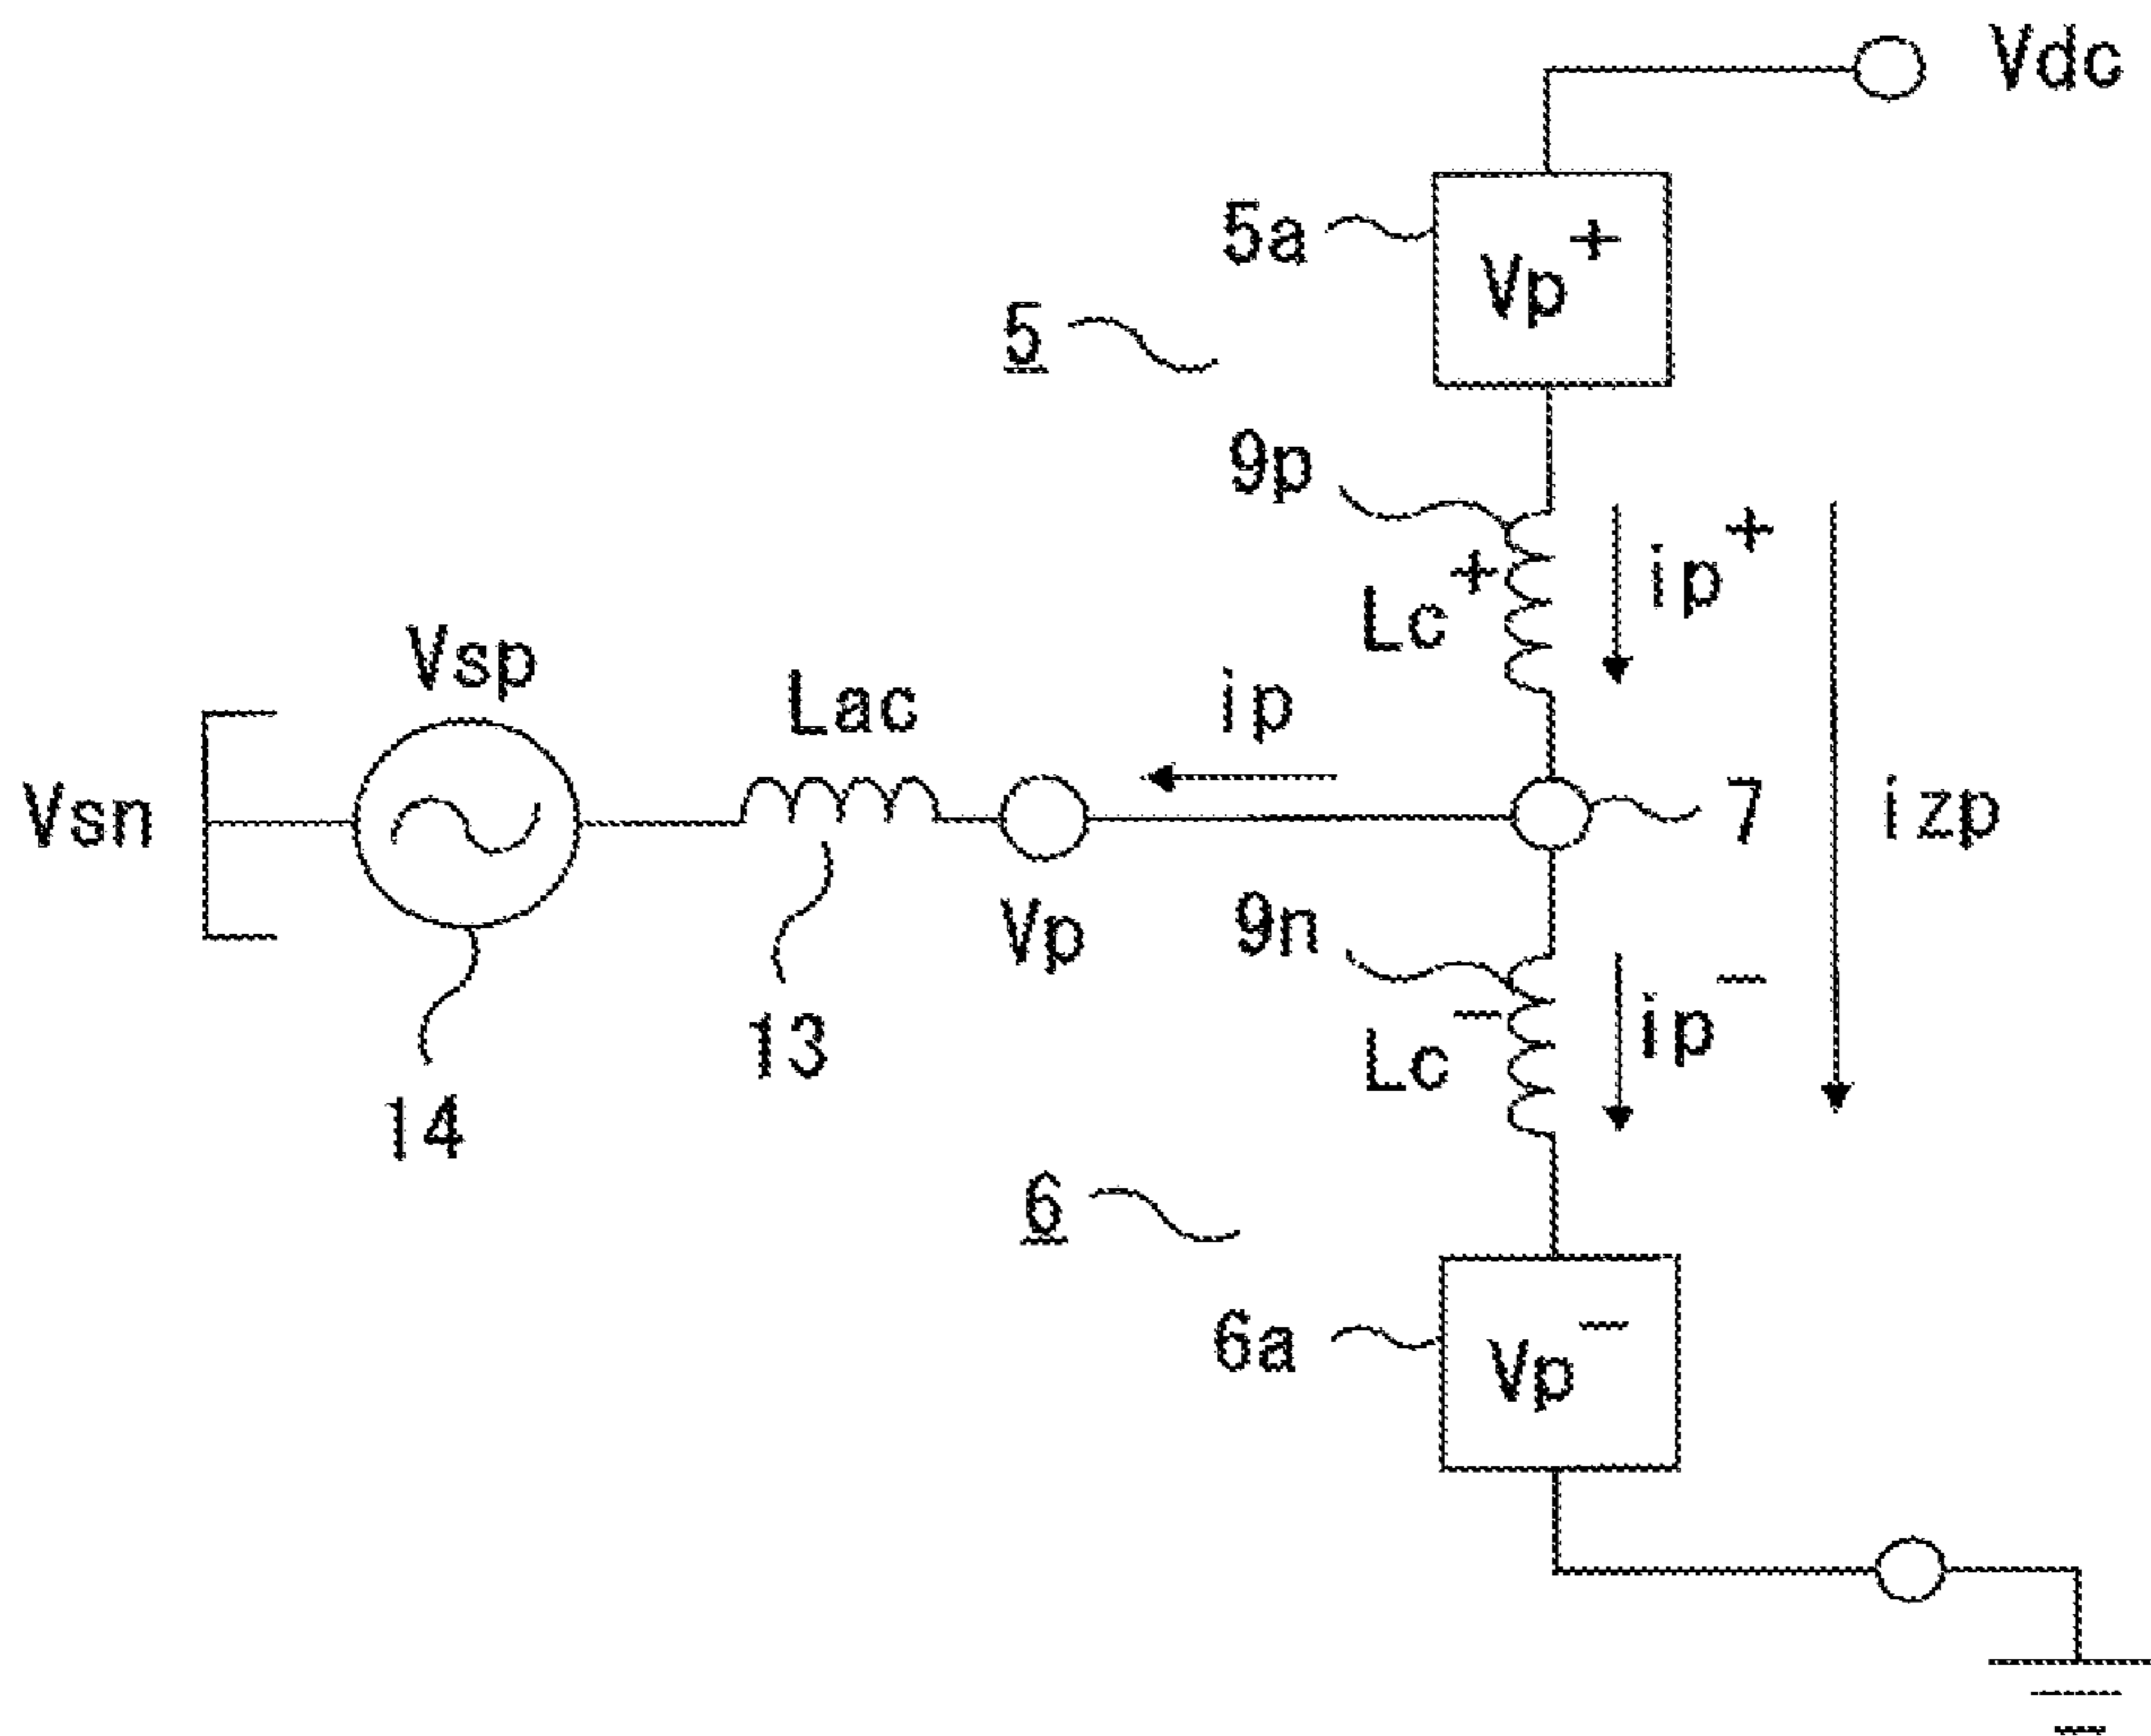 Vdc
5a
Vp+
5
9p
ip+
Lc+
Vsp
Lac
ip
Vsn
7
izp
Vp
9n
ip-
13
Lc-
14
6
6a
Vp-